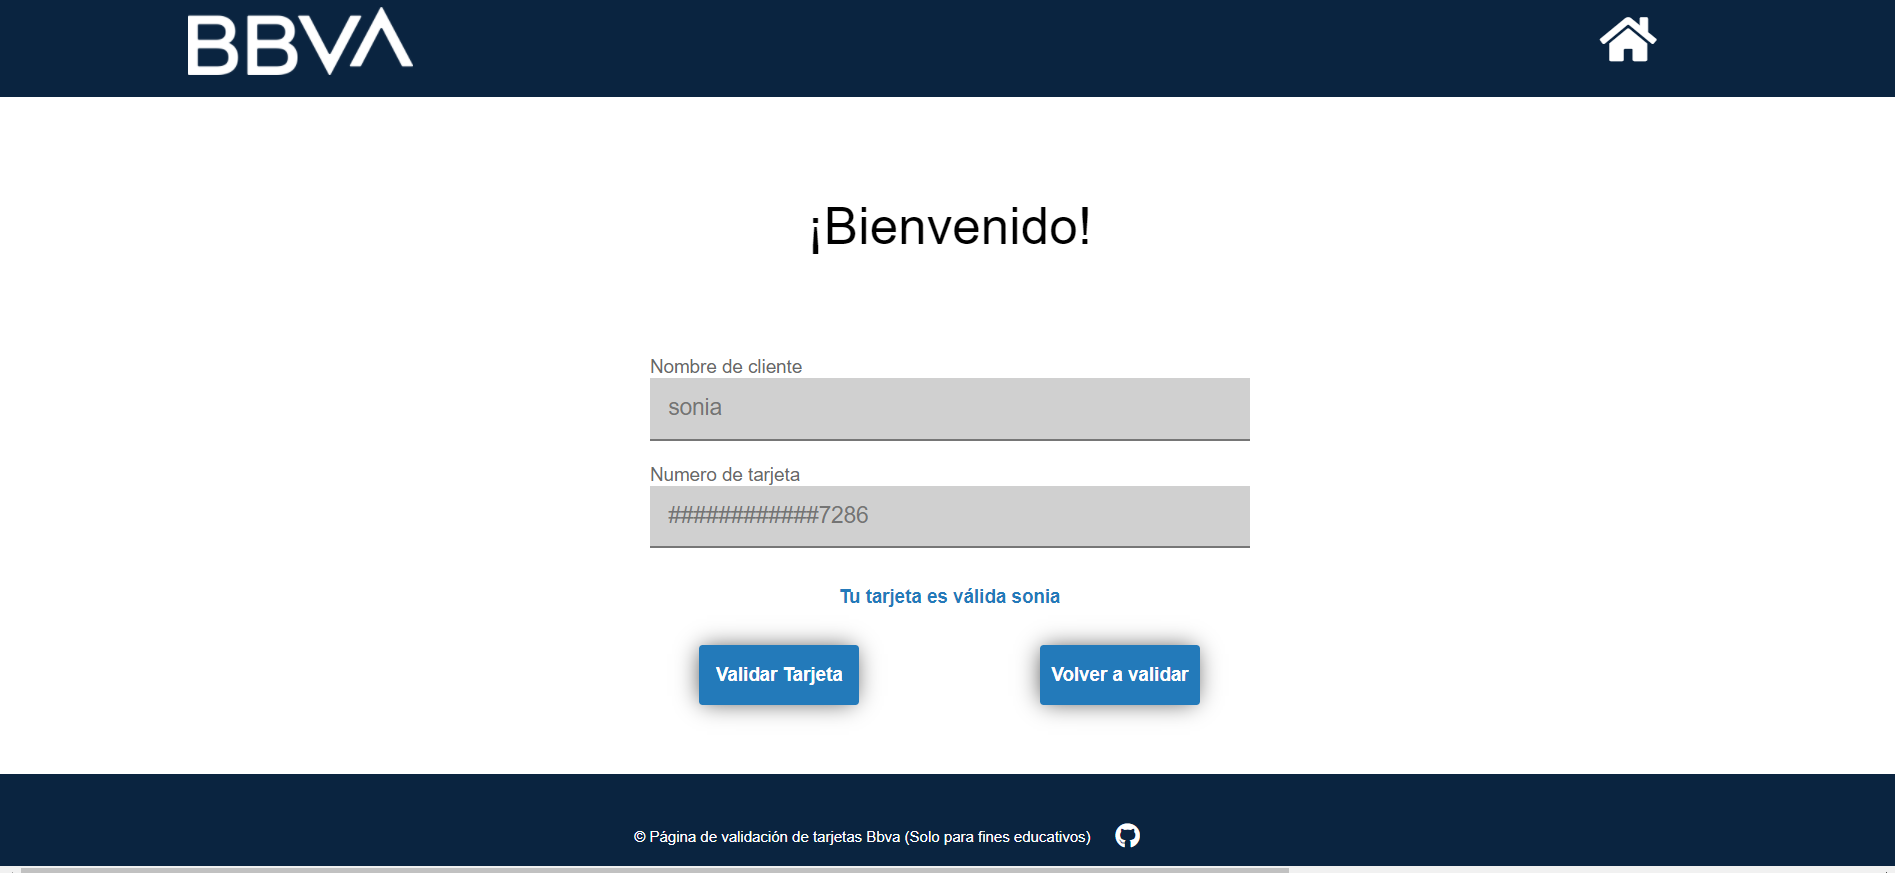 BBVA
¡Bienvenido!
Nombre de cliente
sonia
Numero de tarjeta
############7286
Tu tarjeta es válida sonia
Validar Tarjeta
Volver a validar
© Página de validación de tarjetas Bbva (Solo para fines educativos)